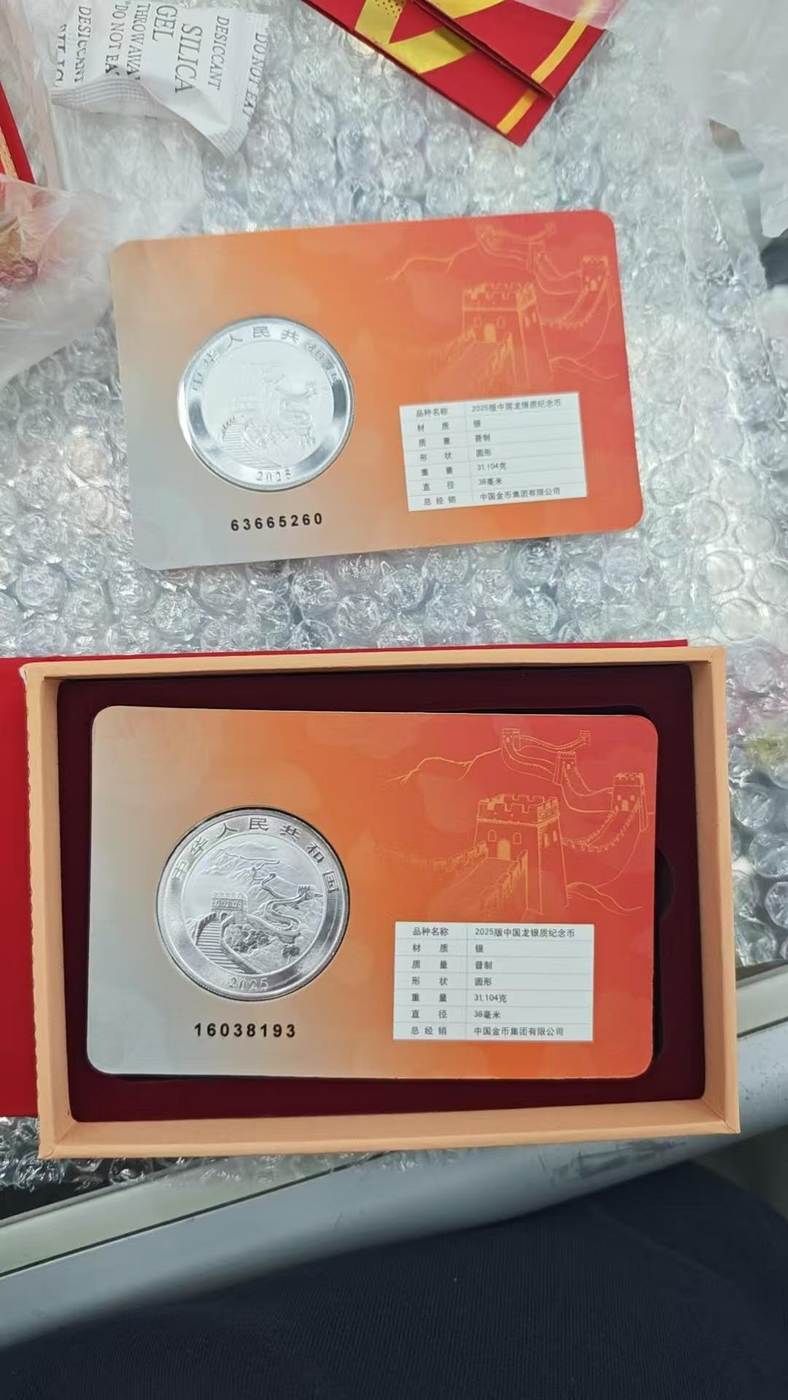 DO NOT EAT
DESICCANT
SILICA
GEL
THROW AWAY
DO NOT EA
DESICC
中华人民共和国
2025
63665260
品种名称 2025版中国龙银质纪念币
材 质 银
质 量 普制
形 状 圆形
重 量 31.104克
直 径 38毫米
总 经 销 中国金币集团有限公司
中华人民共和国
2025
16038193
品种名称 2025版中国龙银质纪念币
材 质 银
质 量 普制
形 状 圆形
重 量 31.104克
直 径 38毫米
总 经 销 中国金币集团有限公司